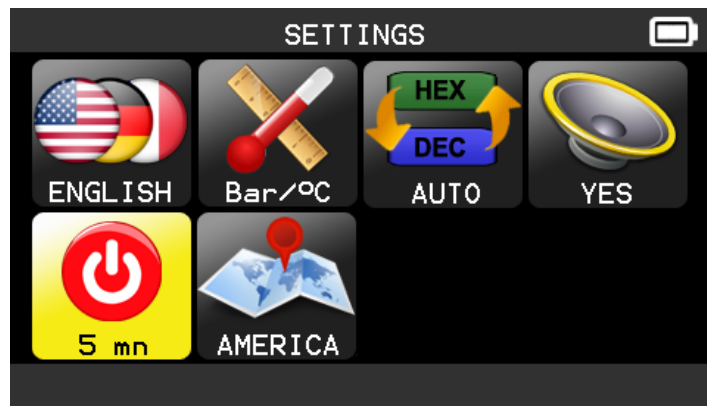 SETTINGS
HEX
DEC
ENGLISH
Bar/ºC
AUTO
YES
5 mn
AMERICA